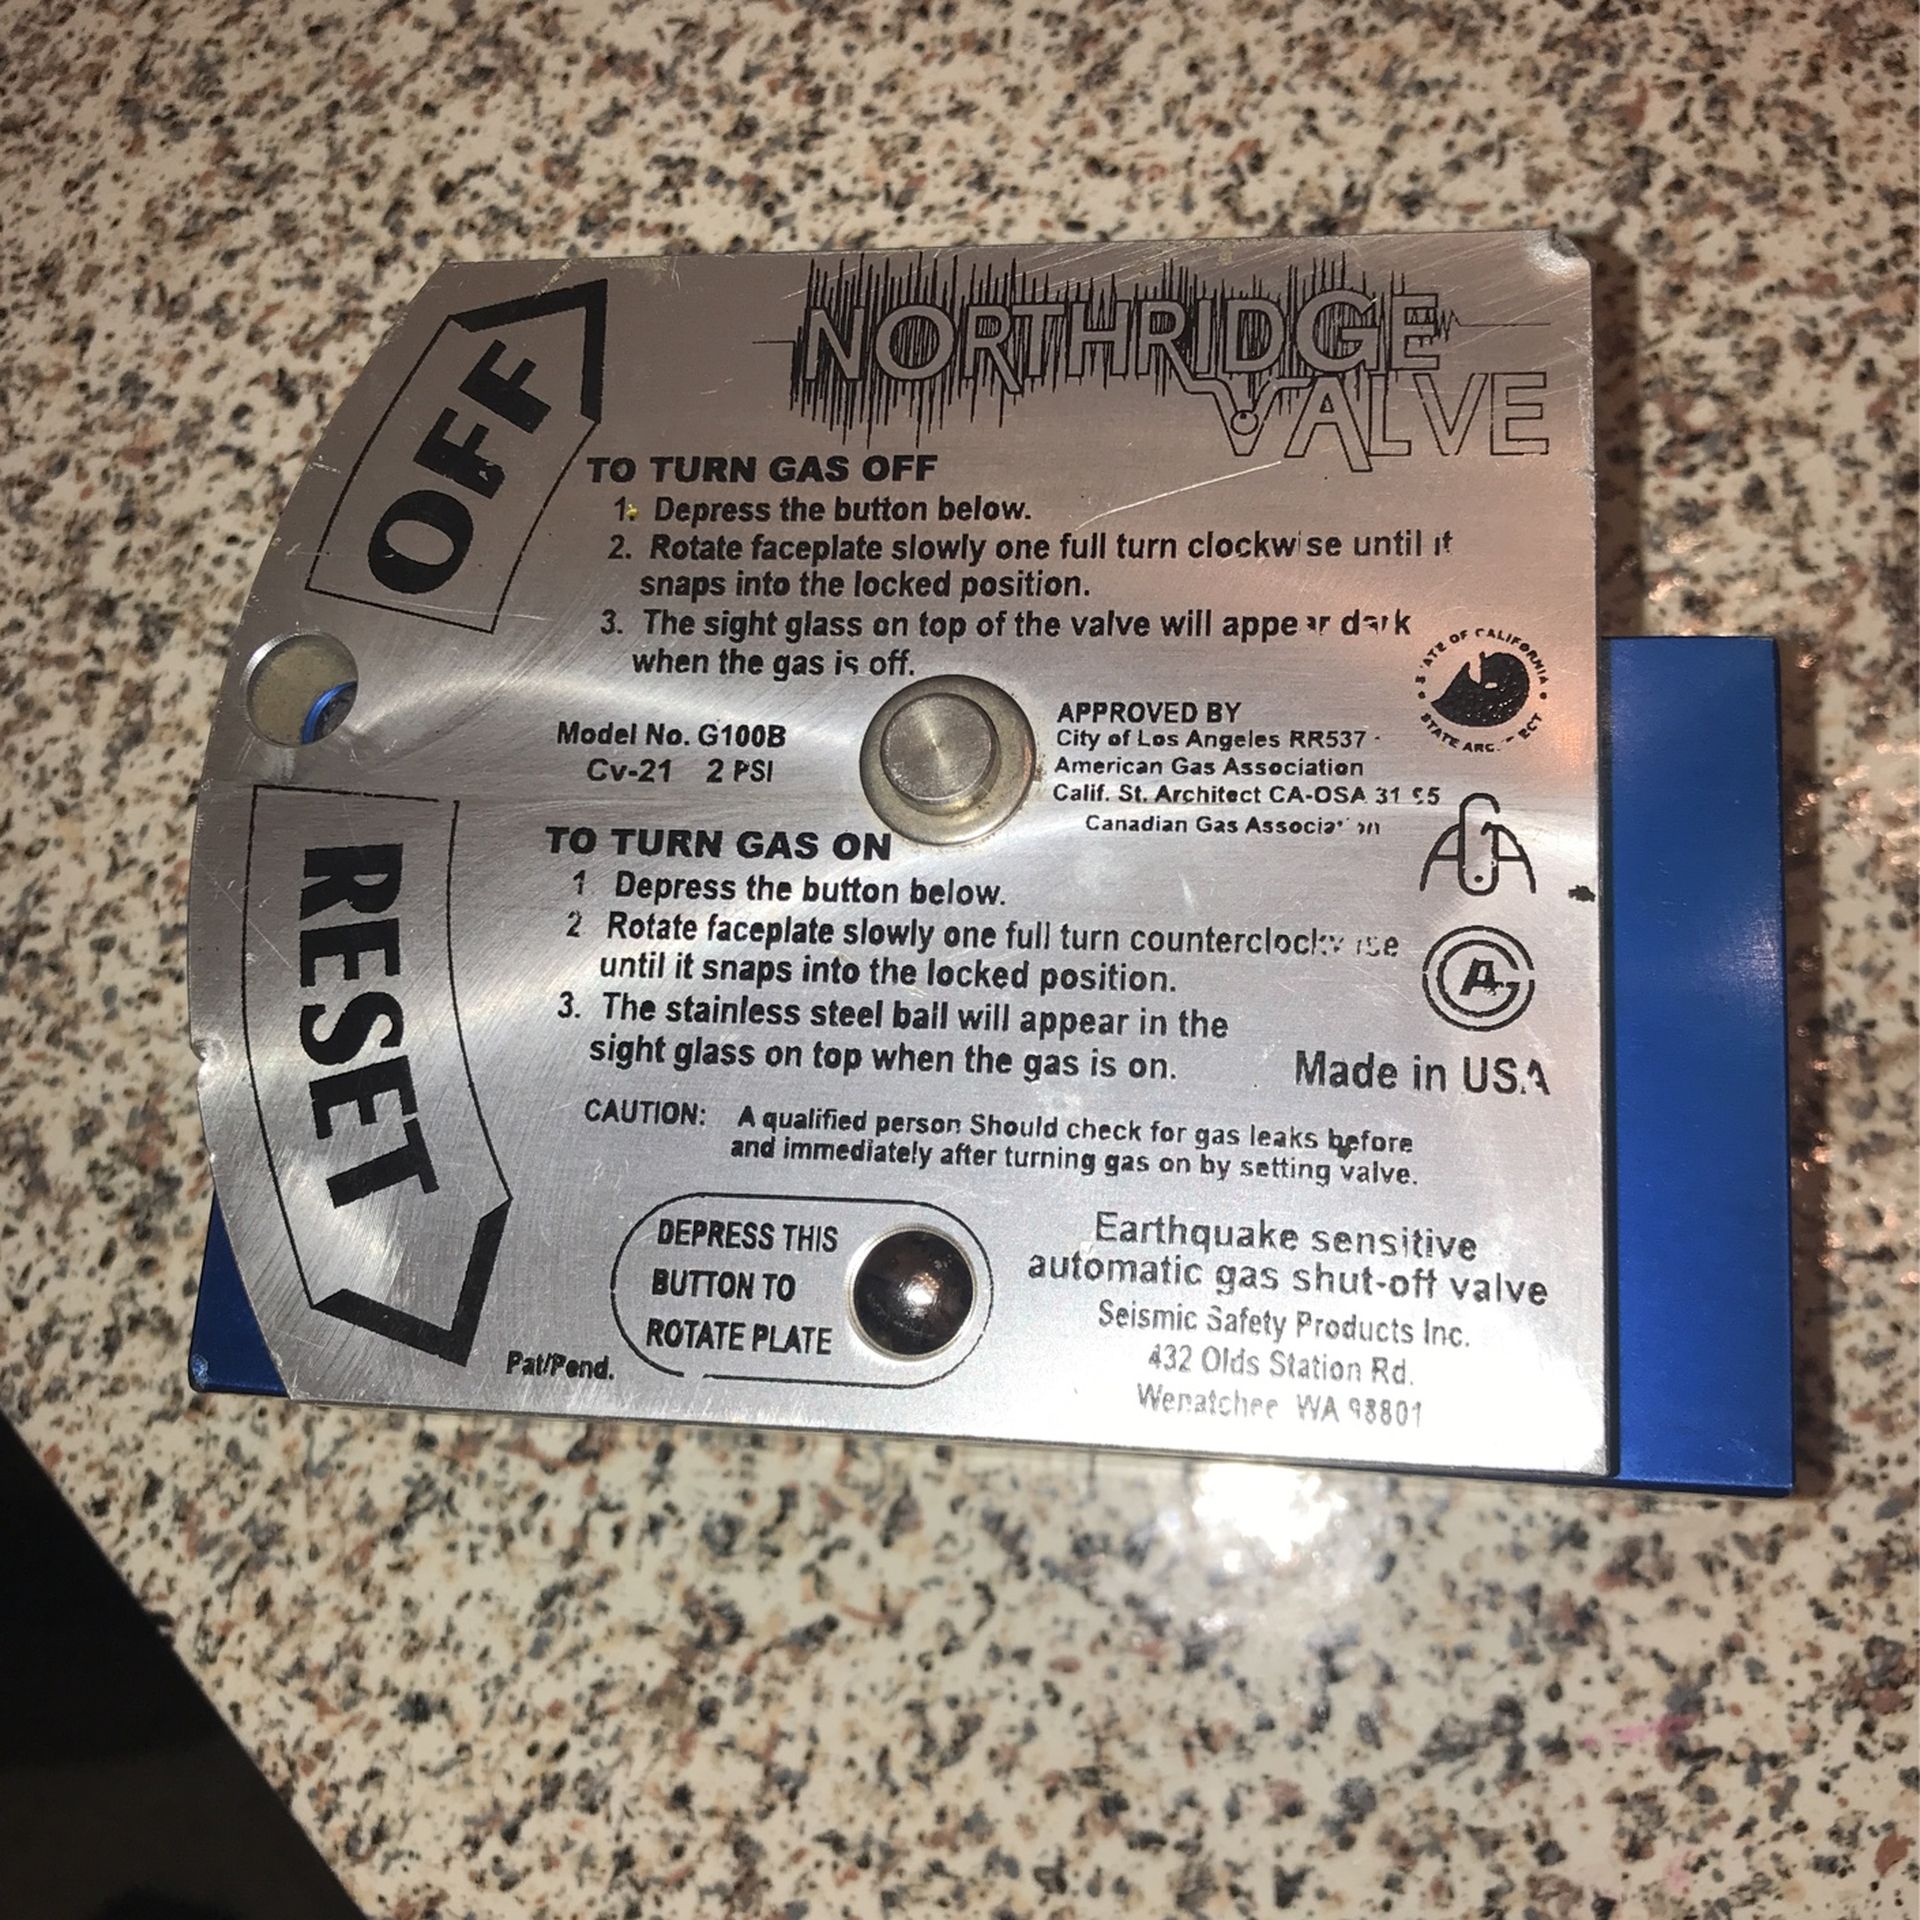 OFF
NORTHRIDGE
VALVE
TO TURN GAS OFF
1. Depress the button below.
2. Rotate faceplate slowly one full turn clockwise until it
snaps into the locked position.
3. The sight glass on top of the valve will appear dark
when the gas is off.
STATE OF CALIFORNIA
STATE
Model No. G100B
Cv-21 2 PSI
APPROVED BY
City of Los Angeles RR537
American Gas Association
Calif. St. Architect CA-OSA 31
Canadian Gas Association
AGA
TO TURN GAS ON
1 Depress the button below.
2 Rotate faceplate slowly one full turn counterclockwise
until it snaps into the locked position.
3. The stainless steel ball will appear in the
sight glass on top when the gas is on.
Made in USA
RESET
CAUTION: A qualified person Should check for gas leaks before
and immediately after turning gas on by setting valve.
DEPRESS THIS
BUTTON TO
ROTATE PLATE
Pat/Pend.
Earthquake sensitive
automatic gas shut-off valve
Seismic Safety Products Inc.
432 Olds Station Rd.
Wenatchee WA 98801